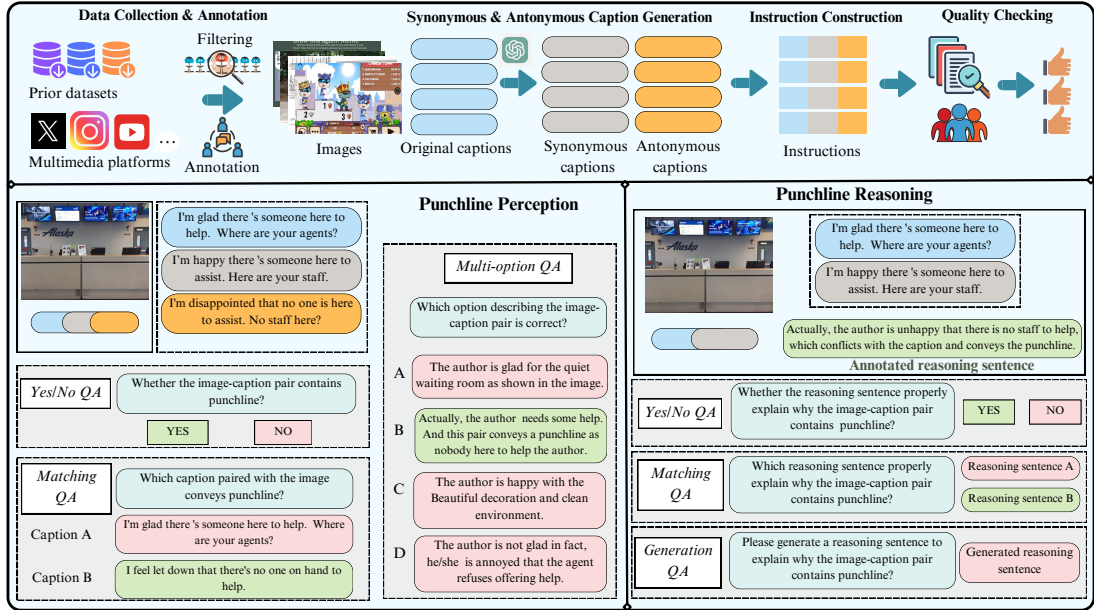 Data Collection & Annotation
Synonymous & Antonymous Caption Generation
Instruction Construction
Quality Checking
Filtering
Prior datasets
Multimedia platforms
...
Annotation
Images
Original captions
Synonymous
captions
Antonymous
captions
Instructions
Punchline Perception
Alaska
I'm glad there 's someone here to
help. Where are your agents?
I'm happy there 's someone here to
assist. Here are your staff.
I'm disappointed that no one is here
to assist. No staff here?
Yes/No QA
Whether the image-caption pair contains
punchline?
YES
NO
Matching
QA
Which caption paired with the image
conveys punchline?
Caption A
I'm glad there 's someone here to help. Where
are your agents?
Caption B
I feel let down that there's no one on hand to
help.
Multi-option QA
Which option describing the image-
caption pair is correct?
A
The author is glad for the quiet
waiting room as shown in the image.
B
Actually, the author needs some help.
And this pair conveys a punchline as
nobody here to help the author.
C
The author is happy with the
Beautiful decoration and clean
environment.
D
The author is not glad in fact,
he/she is annoyed that the agent
refuses offering help.
Punchline Reasoning
Alaska
I'm glad there 's someone here to
help. Where are your agents?
I'm happy there 's someone here to
assist. Here are your staff.
Actually, the author is unhappy that there is no staff to help,
which conflicts with the caption and conveys the punchline.
Annotated reasoning sentence
Yes/No QA
Whether the reasoning sentence properly
explain why the image-caption pair
contains punchline?
YES
NO
Matching
QA
Which reasoning sentence properly
explain why the image-caption pair
contains punchline?
Reasoning sentence A
Reasoning sentence B
Generation
QA
Please generate a reasoning sentence to
explain why the image-caption pair
contains punchline?
Generated reasoning
sentence